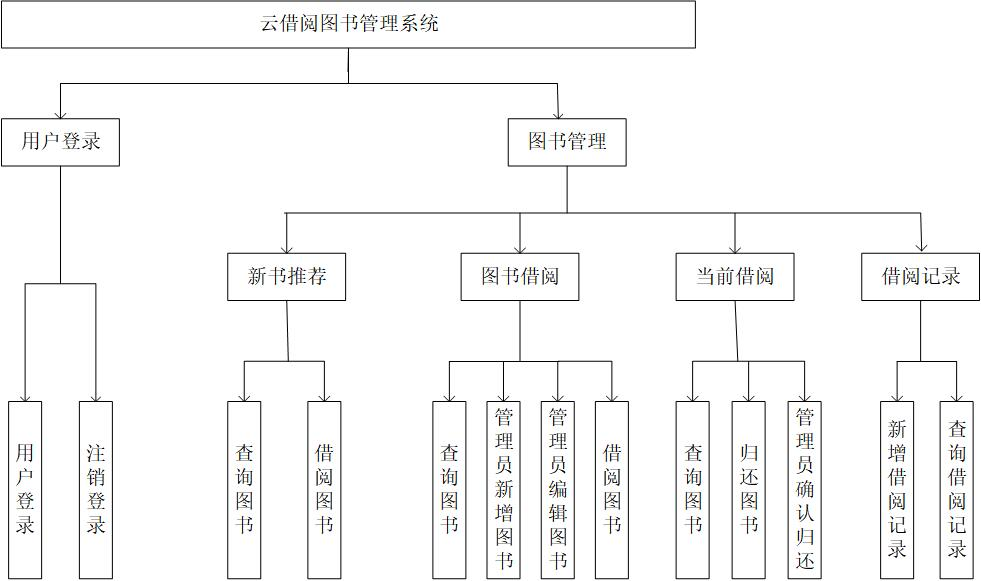 云借阅图书管理系统
用户登录
图书管理
新书推荐
图书借阅
当前借阅
借阅记录
用户登录
注销登录
查询图书
借阅图书
查询图书
管理员新增图书
管理员编辑图书
借阅图书
查询图书
归还图书
管理员确认归还
新增借阅记录
查询借阅记录